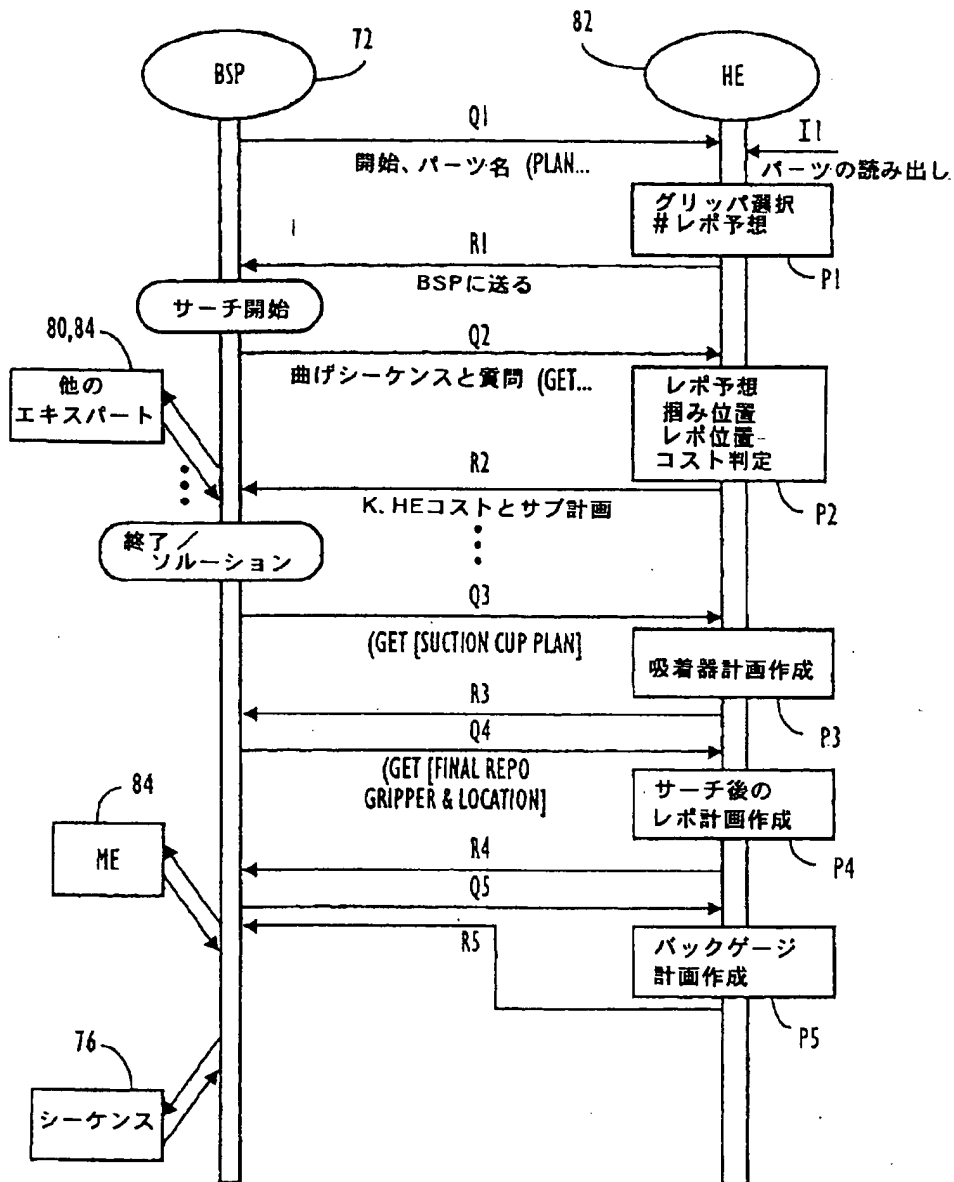 72
82
BSP
HE
Q1
I1
開始、パーツ名 (PLAN...
パーツの読み出し
グリッパ選択
#レポ予想
P1
R1
BSPに送る
サーチ開始
80,84
Q2
他の
エキスパート
曲げシーケンスと質問 (GET...
レポ予想
掴み位置
レポ位置
コスト判定
P2
R2
K、HEコストとサブ計画
終了/
ソルーション
Q3
(GET [SUCTION CUP PLAN]
吸着器計画作成
P3
R3
Q4
(GET [FINAL REPO
GRIPPER & LOCATION]
サーチ後の
レポ計画作成
P4
84
ME
R4
Q5
R5
バックゲージ
計画作成
P5
76
シーケンス